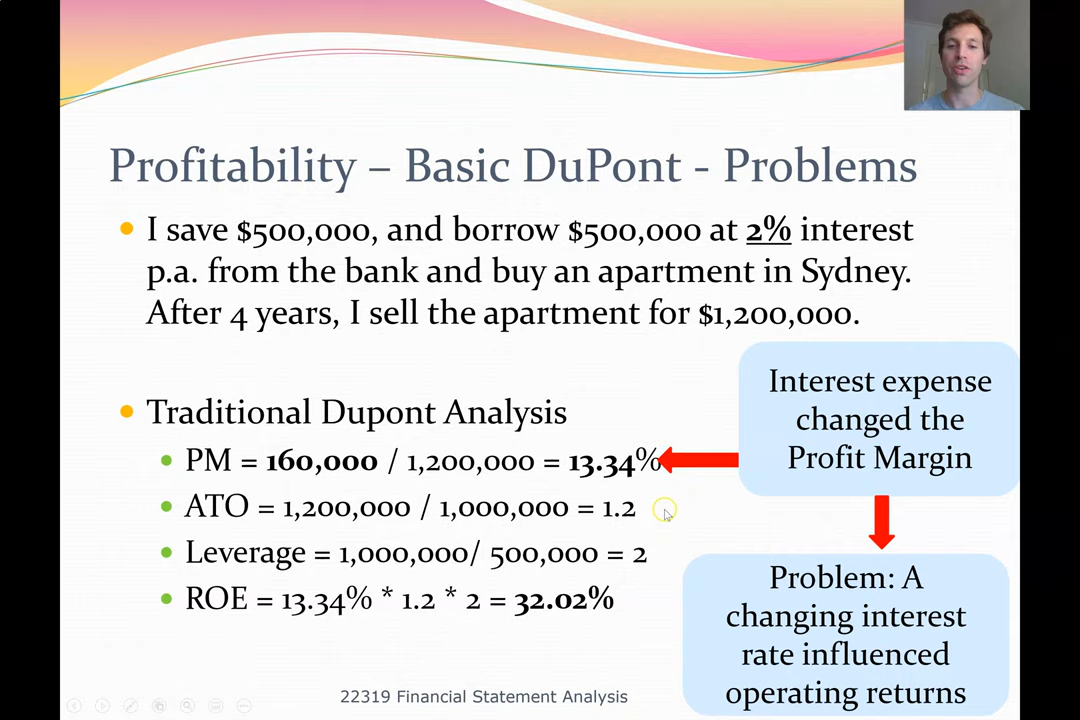 Profitability – Basic DuPont - Problems
I save $500,000, and borrow $500,000 at 2% interest
p.a. from the bank and buy an apartment in Sydney.
After 4 years, I sell the apartment for $1,200,000.
Traditional Dupont Analysis
PM = 160,000 / 1,200,000 = 13.34%
ATO = 1,200,000 / 1,000,000 = 1.2
Leverage = 1,000,000/ 500,000 = 2
ROE = 13.34% * 1.2 * 2 = 32.02%
Interest expense
changed the
Profit Margin
Problem: A
changing interest
rate influenced
operating returns
22319 Financial Statement Analysis